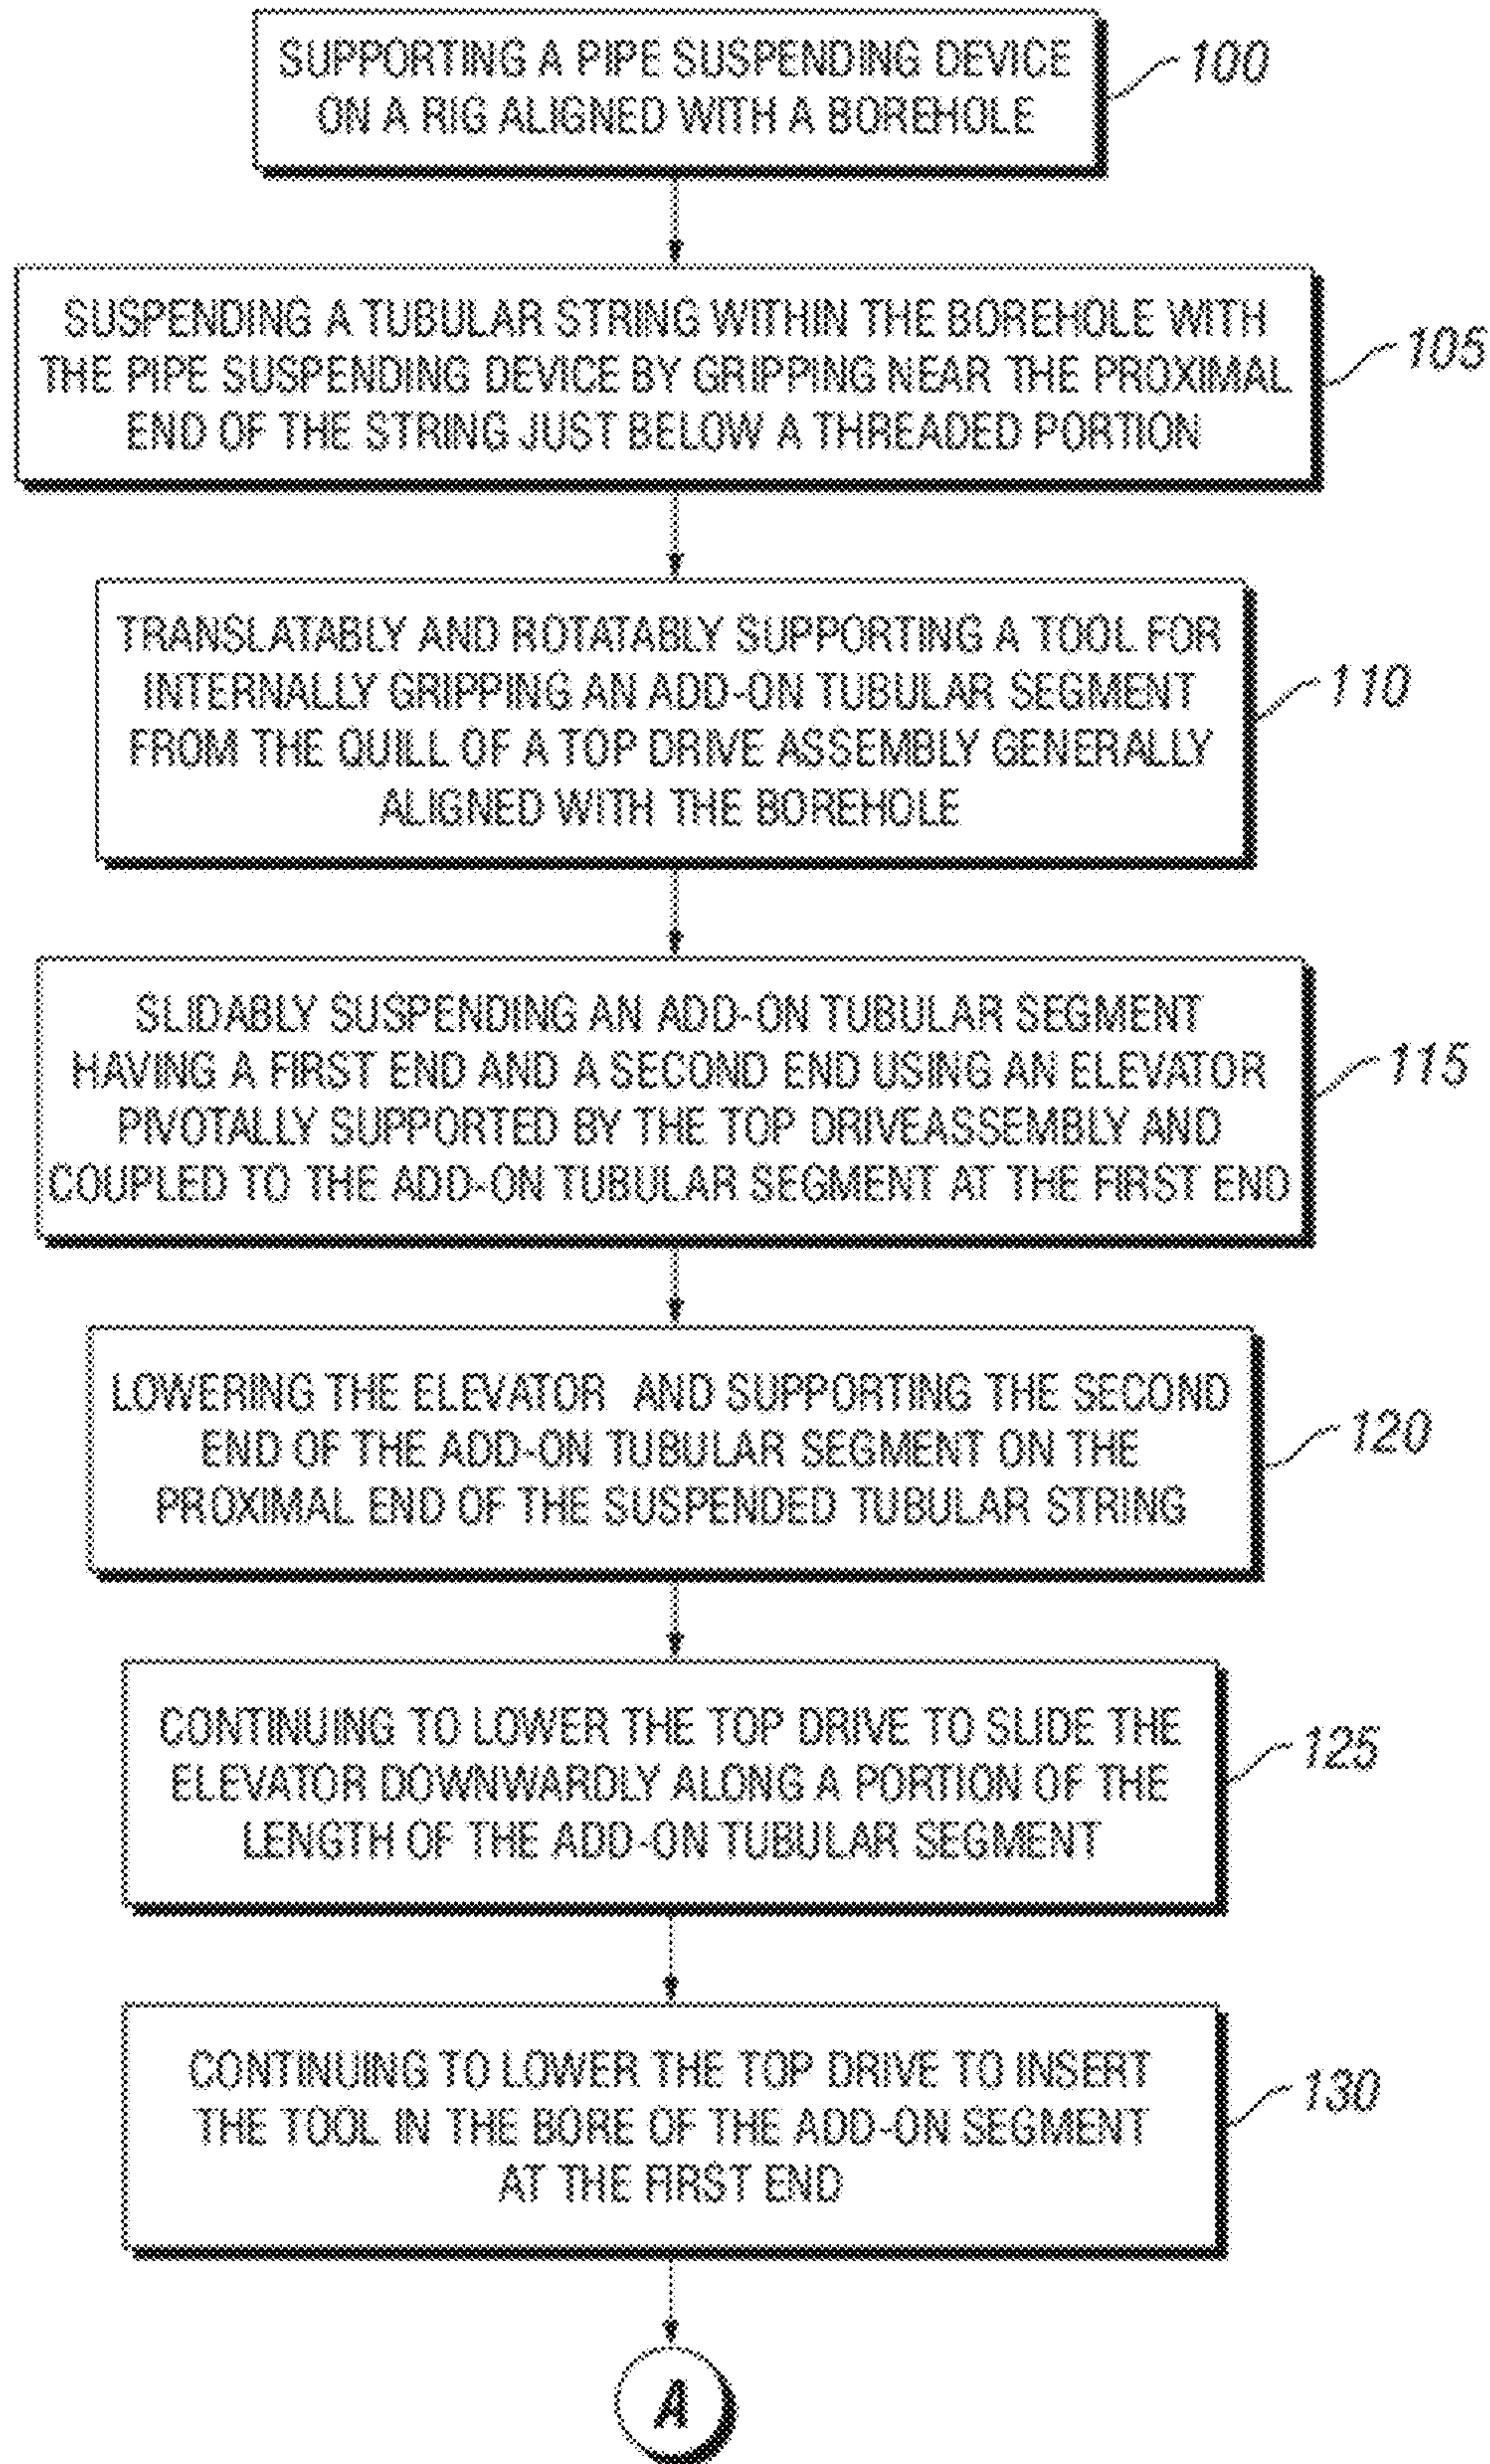 SUPPORTING A PIPE SUSPENDING DEVICE
ON A RIG ALIGNED WITH A BOREHOLE
100
SUSPENDING A TUBULAR STRING WITHIN THE BOREHOLE WITH
THE PIPE SUSPENDING DEVICE BY GRIPPING NEAR THE PROXIMAL
END OF THE STRING JUST BELOW A THREADED PORTION
105
TRANSLATABLY AND ROTATABLY SUPPORTING A TOOL FOR
INTERNALLY GRIPPING AN ADD-ON TUBULAR SEGMENT
FROM THE QUILL OF A TOP DRIVE ASSEMBLY GENERALLY
ALIGNED WITH THE BOREHOLE
110
SLIDABLY SUSPENDING AN ADD-ON TUBULAR SEGMENT
HAVING A FIRST END AND A SECOND END USING AN ELEVATOR
PIVOTALLY SUPPORTED BY THE TOP DRIVEASSEMBLY AND
COUPLED TO THE ADD-ON TUBULAR SEGMENT AT THE FIRST END
115
LOWERING THE ELEVATOR AND SUPPORTING THE SECOND
END OF THE ADD-ON TUBULAR SEGMENT ON THE
PROXIMAL END OF THE SUSPENDED TUBULAR STRING
120
CONTINUING TO LOWER THE TOP DRIVE TO SLIDE THE
ELEVATOR DOWNWARDLY ALONG A PORTION OF THE
LENGTH OF THE ADD-ON TUBULAR SEGMENT
125
CONTINUING TO LOWER THE TOP DRIVE TO INSERT
THE TOOL IN THE BORE OF THE ADD-ON SEGMENT
AT THE FIRST END
130
A